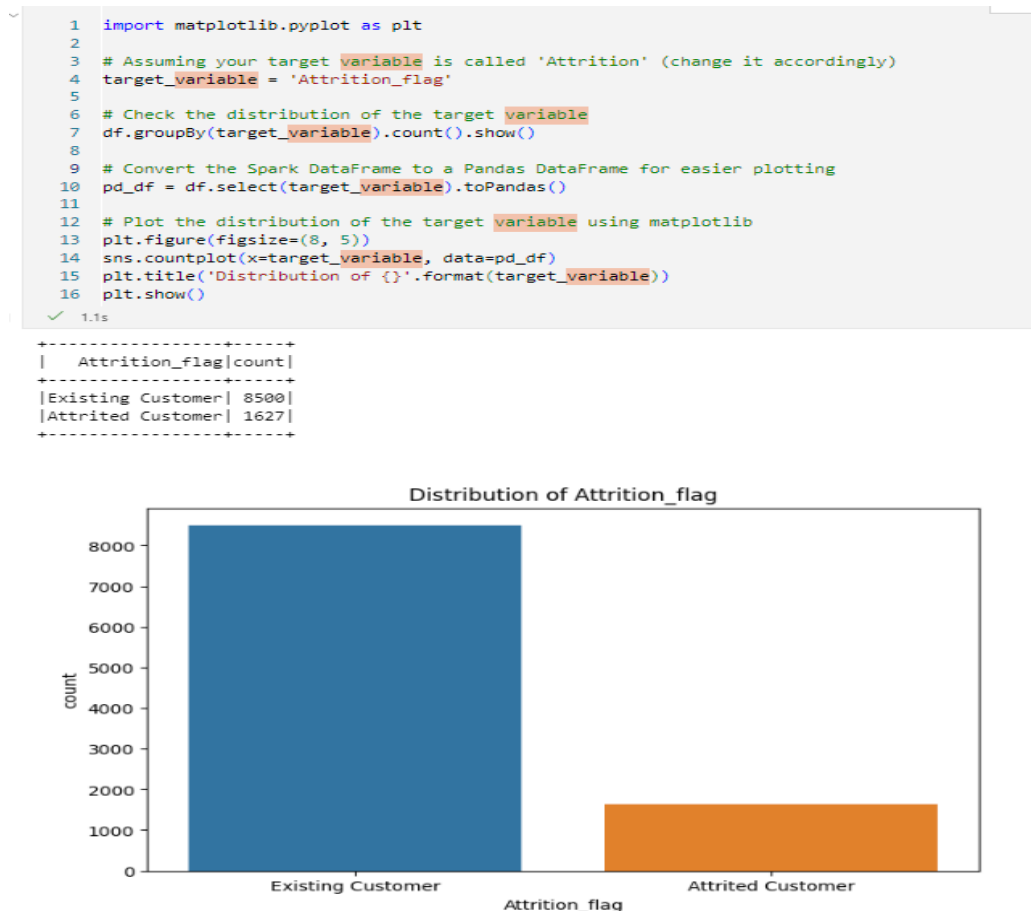 1 import matplotlib.pyplot as plt
2
3 # Assuming your target variable is called 'Attrition' (change it accordingly)
4 target_variable = 'Attrition_flag'
5
6 # Check the distribution of the target variable
7 df.groupBy(target_variable).count().show()
8
9 # Convert the Spark DataFrame to a Pandas DataFrame for easier plotting
10 pd_df = df.select(target_variable).toPandas()
11
12 # Plot the distribution of the target variable using matplotlib
13 plt.figure(figsize=(8, 5))
14 sns.countplot(x=target_variable, data=pd_df)
15 plt.title('Distribution of {}'.format(target_variable))
16 plt.show()
✓ 1.1s
+-----------------+-----+
|   Attrition_flag|count|
+-----------------+-----+
|Existing Customer| 8500|
|Attrited Customer| 1627|
+-----------------+-----+
Distribution of Attrition_flag
8000
7000
6000
5000
4000
3000
2000
1000
0
count
Existing Customer Attrited Customer
Attrition_flag